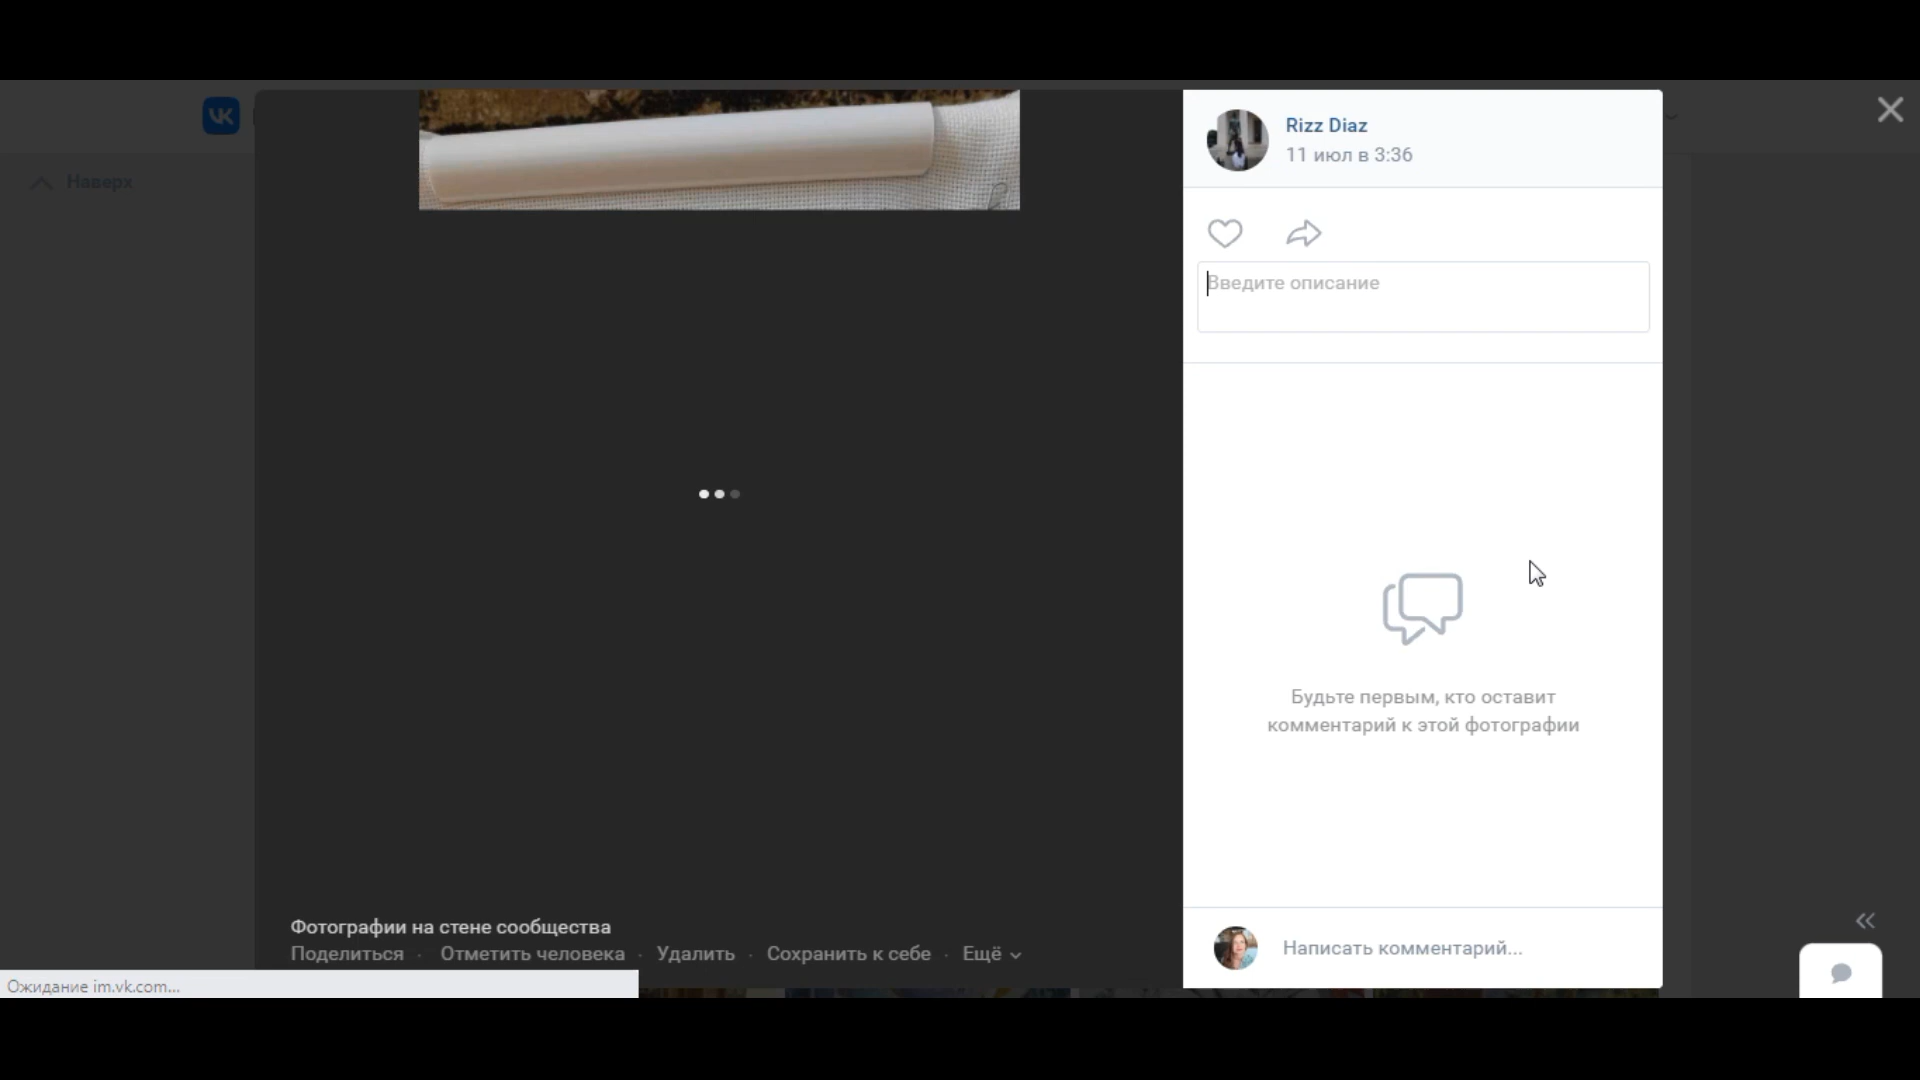 VK
Наверх
Rizz Diaz
11 июл в 3:36
Введите описание
Будьте первым, кто оставит
комментарий к этой фотографии
Фотографии на стене сообщества
Поделиться · Отметить человека · Удалить · Сохранить к себе · Ещё
Написать комментарий...
Ожидание im.vk.com...